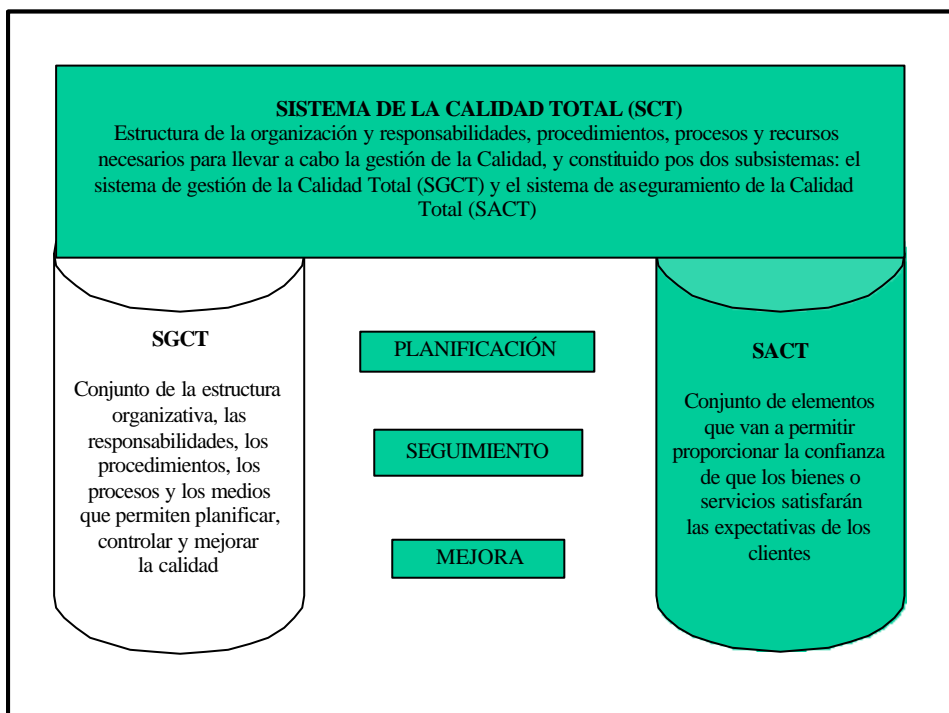 SISTEMA DE LA CALIDAD TOTAL (SCT)
Estructura de la organización y responsabilidades, procedimientos, procesos y recursos
necesarios para llevar a cabo la gestión de la Calidad, y constituido pos dos subsistemas: el
sistema de gestión de la Calidad Total (SGCT) y el sistema de aseguramiento de la Calidad
Total (SACT)
SGCT
Conjunto de la estructura
organizativa, las
responsabilidades, los
procedimientos, los
procesos y los medios
que permiten planificar,
controlar y mejorar
la calidad
PLANIFICACIÓN
SEGUIMIENTO
MEJORA
SACT
Conjunto de elementos
que van a permitir
proporcionar la confianza
de que los bienes o
servicios satisfarán
las expectativas de los
clientes